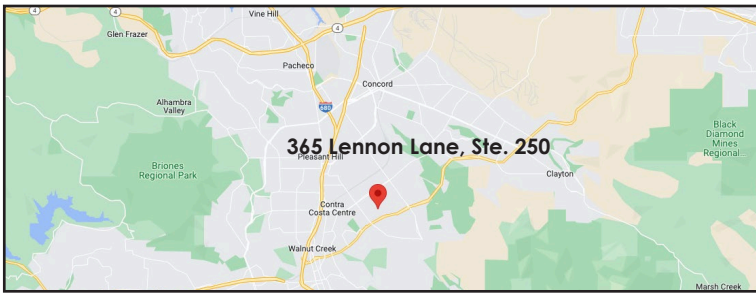 4
Vine Hill
4
Glen Frazer
Pacheco
Concord
Alhambra
Valley
680
365 Lennon Lane, Ste. 250
Pleasant Hill
Black
Diamond
Mines
Regional...
Briones
Regional Park
Clayton
Contra
Costa Centre
Walnut Creek
Marsh Creek